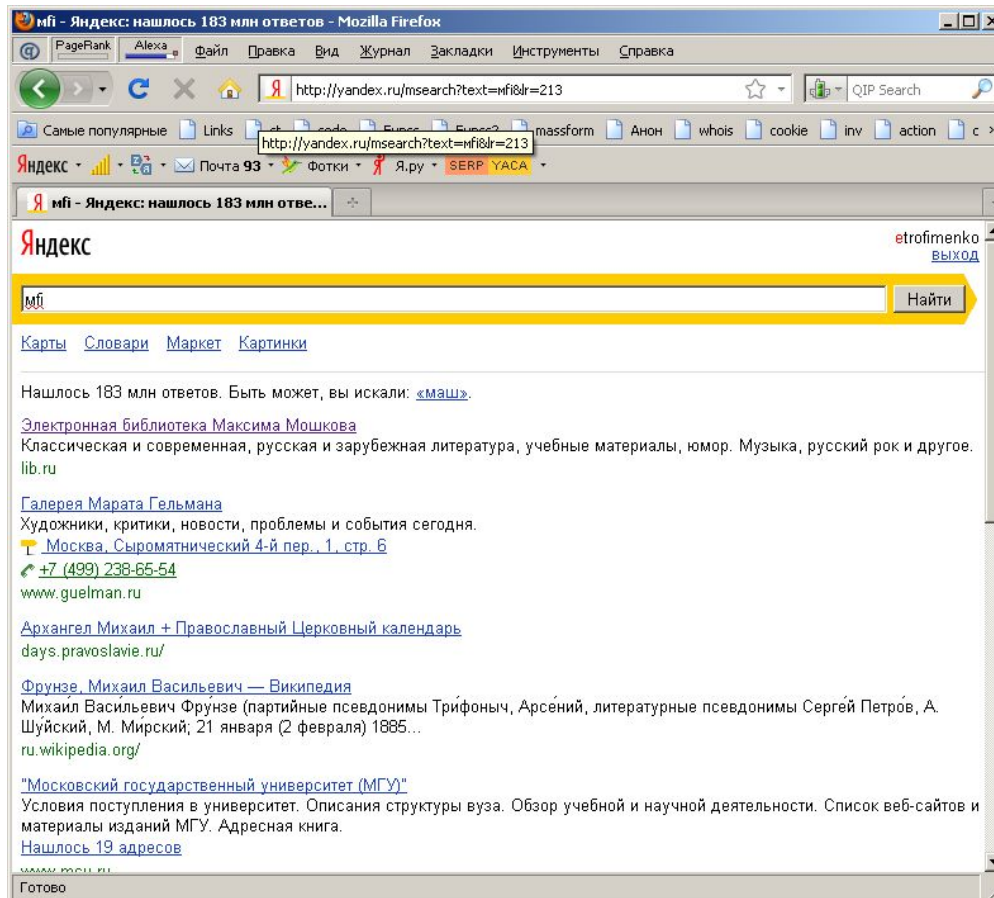 мfi - Яндекс: нашлось 183 млн ответов - Mozilla Firefox
PageRank Alexa Файл Правка Вид Журнал Закладки Инструменты Справка
http://yandex.ru/msearch?text=мfi&lr=213 QIP Search
Самые популярные Links massform Анон whois cookie inv action c
http://yandex.ru/msearch?text=мfi&lr=213
Яндекс Почта 93 Фотки Я.ру SERP YACA
Я мfi - Яндекс: нашлось 183 млн отве...
Яндекс
etrofimenko
выход
мfi Найти
Карты Словари Маркет Картинки
Нашлось 183 млн ответов. Быть может, вы искали: «маш».
Электронная библиотека Максима Мошкова
Классическая и современная, русская и зарубежная литература, учебные материалы, юмор. Музыка, русский рок и другое.
lib.ru
Галерея Марата Гельмана
Художники, критики, новости, проблемы и события сегодня.
Москва, Сыромятнический 4-й пер., 1, стр. 6
+7 (499) 238-65-54
www.guelman.ru
Архангел Михаил + Православный Церковный календарь
days.pravoslavie.ru/
Фрунзе, Михаил Васильевич — Википедия
Михаи́л Васи́льевич Фру́нзе (партийные псевдонимы Три́фоныч, Арсе́ний, литературные псевдонимы Серге́й Петро́в, А.
Шу́йский, М. Ми́рский; 21 января (2 февраля) 1885...
ru.wikipedia.org/
"Московский государственный университет (МГУ)"
Условия поступления в университет. Описания структуры вуза. Обзор учебной и научной деятельности. Список веб-сайтов и
материалы изданий МГУ. Адресная книга.
Нашлось 19 адресов
www.msu.ru
Готово